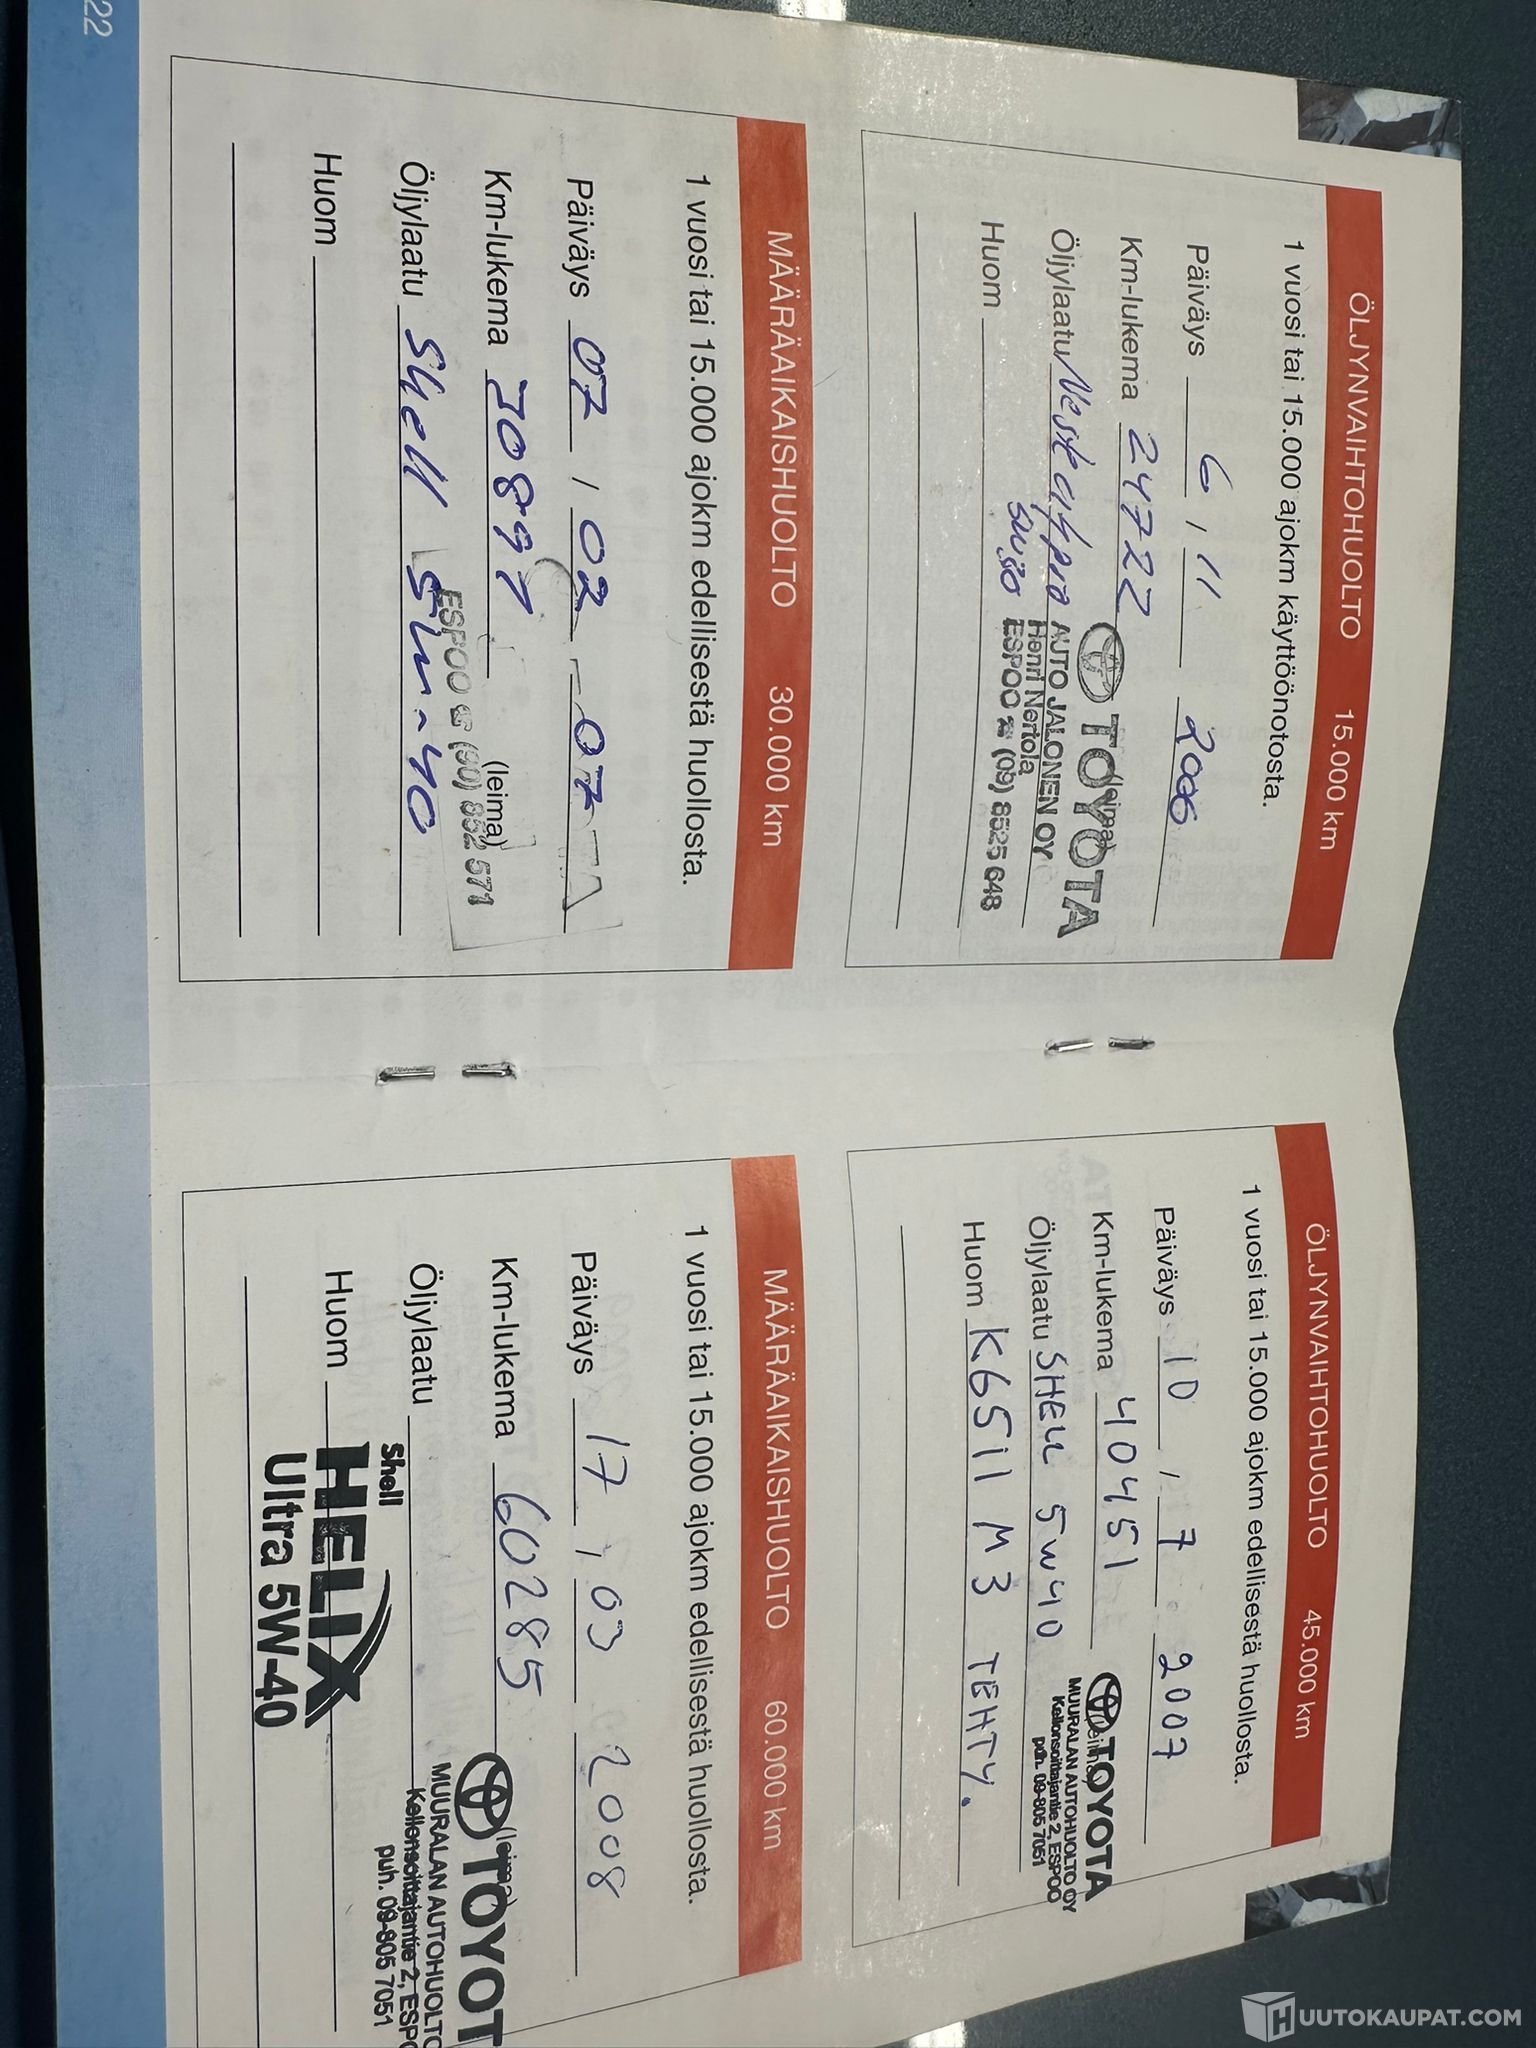 ÖLJYNVAIHTOHUOLTO 15.000 km
1 vuosi tai 15.000 ajokm käyttöönotosta.
Päiväys 6 / 11 2006
Km-lukema 24722
(leima)
TOYOTA
Öljylaatu
AUTO JALONEN OY
Henri Nertola
Huom
ESPOO ☎ (09) 8525 648
MÄÄRÄAIKAISHUOLTO 30.000 km
1 vuosi tai 15.000 ajokm edellisestä huollosta.
Päiväys 07 / 02 07
Km-lukema 30897
(leima)
ESPOO ☎ (90) 852 571
Öljylaatu Shell 5w-40
Huom
22
ÖLJYNVAIHTOHUOLTO 45.000 km
1 vuosi tai 15.000 ajokm edellisestä huollosta.
Päiväys 10 / 7 2007
Km-lukema 40451
(leima)
TOYOTA
MUURALAN AUTOHUOLTO OY
Kellonsoittajantie 2, ESPOO
puh. 09-805 7051
Öljylaatu SHELL 5W40
Huom K6511 M3 TEHTY.
MÄÄRÄAIKAISHUOLTO 60.000 km
1 vuosi tai 15.000 ajokm edellisestä huollosta.
Päiväys 17 / 03 2008
Km-lukema 60285
(leima)
TOYOT
MUURALAN AUTOHUOLTO
Kellonsoittajantie 2, ESPO
puh. 09-805 7051
Öljylaatu
Huom
Shell
HELIX
Ultra 5W-40
HUUTOKAUPAT.COM